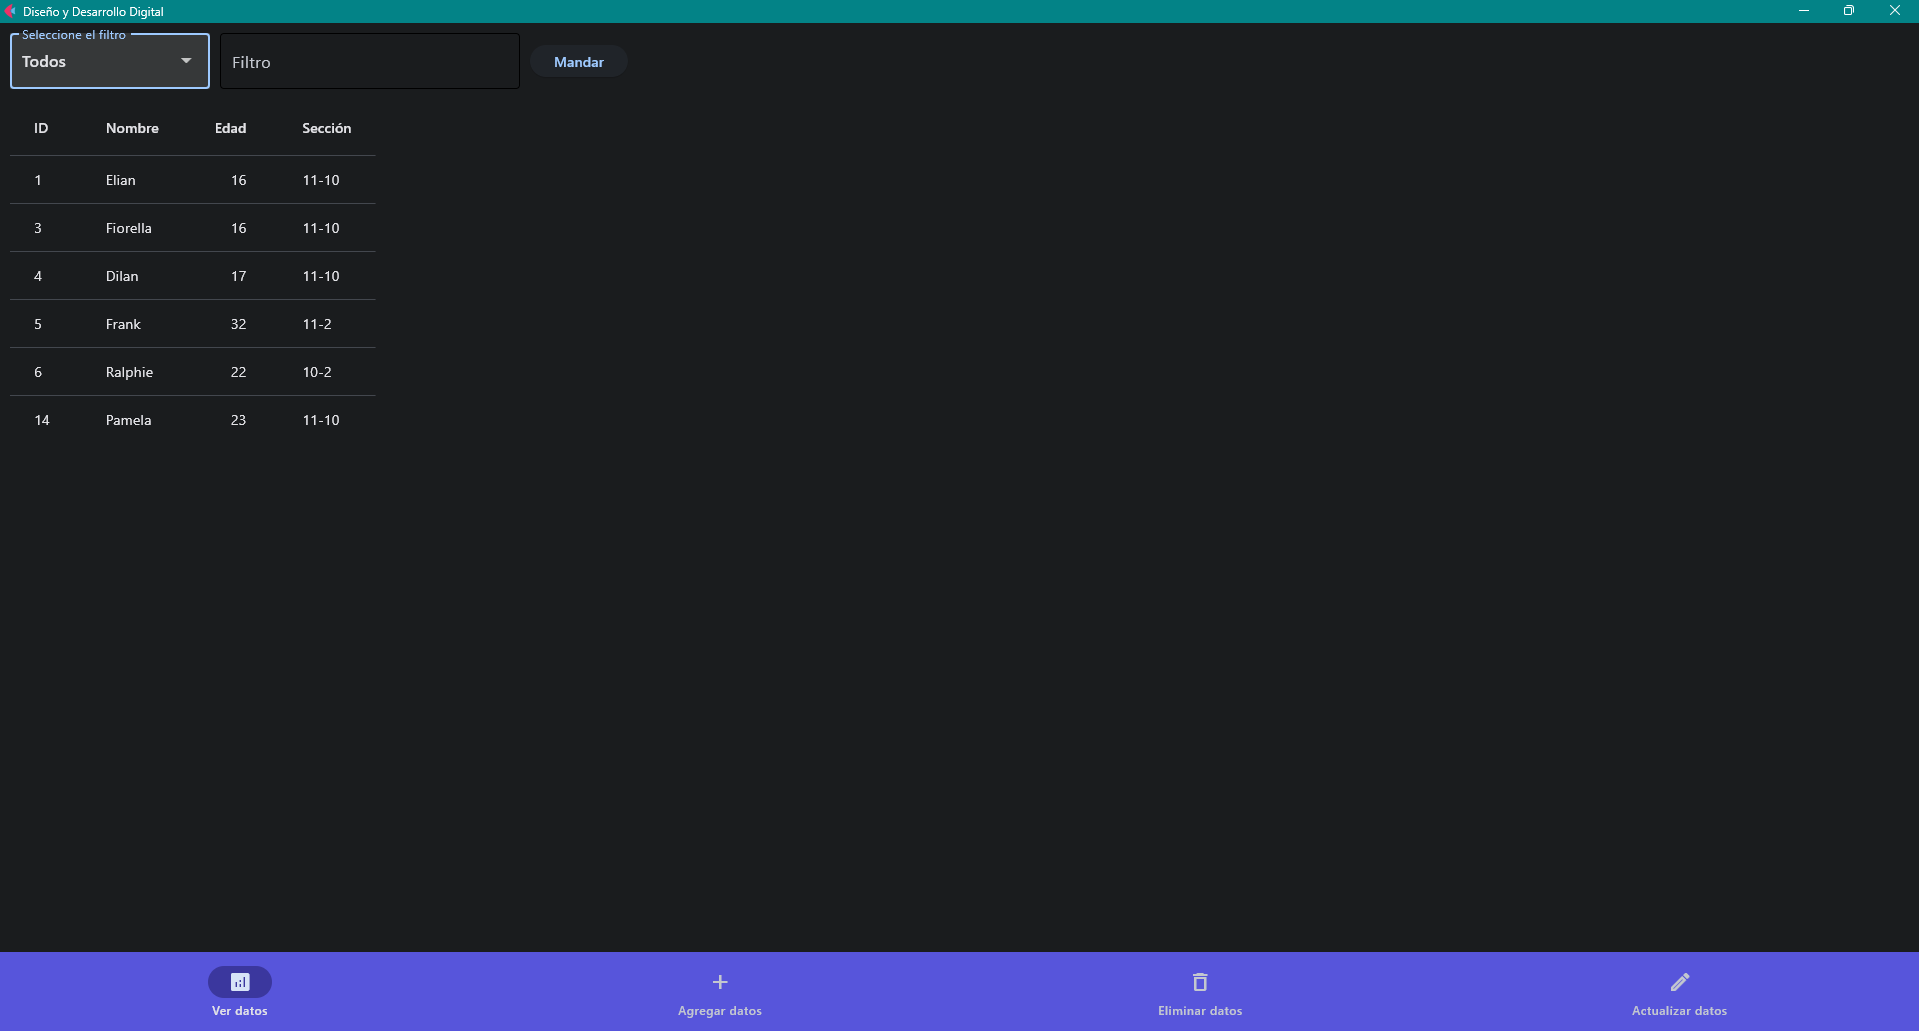 Diseño y Desarrollo Digital
Seleccione el filtro
Todos Filtro Mandar
ID Nombre Edad Sección
1 Elian 16 11-10
3 Fiorella 16 11-10
4 Dilan 17 11-10
5 Frank 32 11-2
6 Ralphie 22 10-2
14 Pamela 23 11-10
Ver datos Agregar datos Eliminar datos Actualizar datos